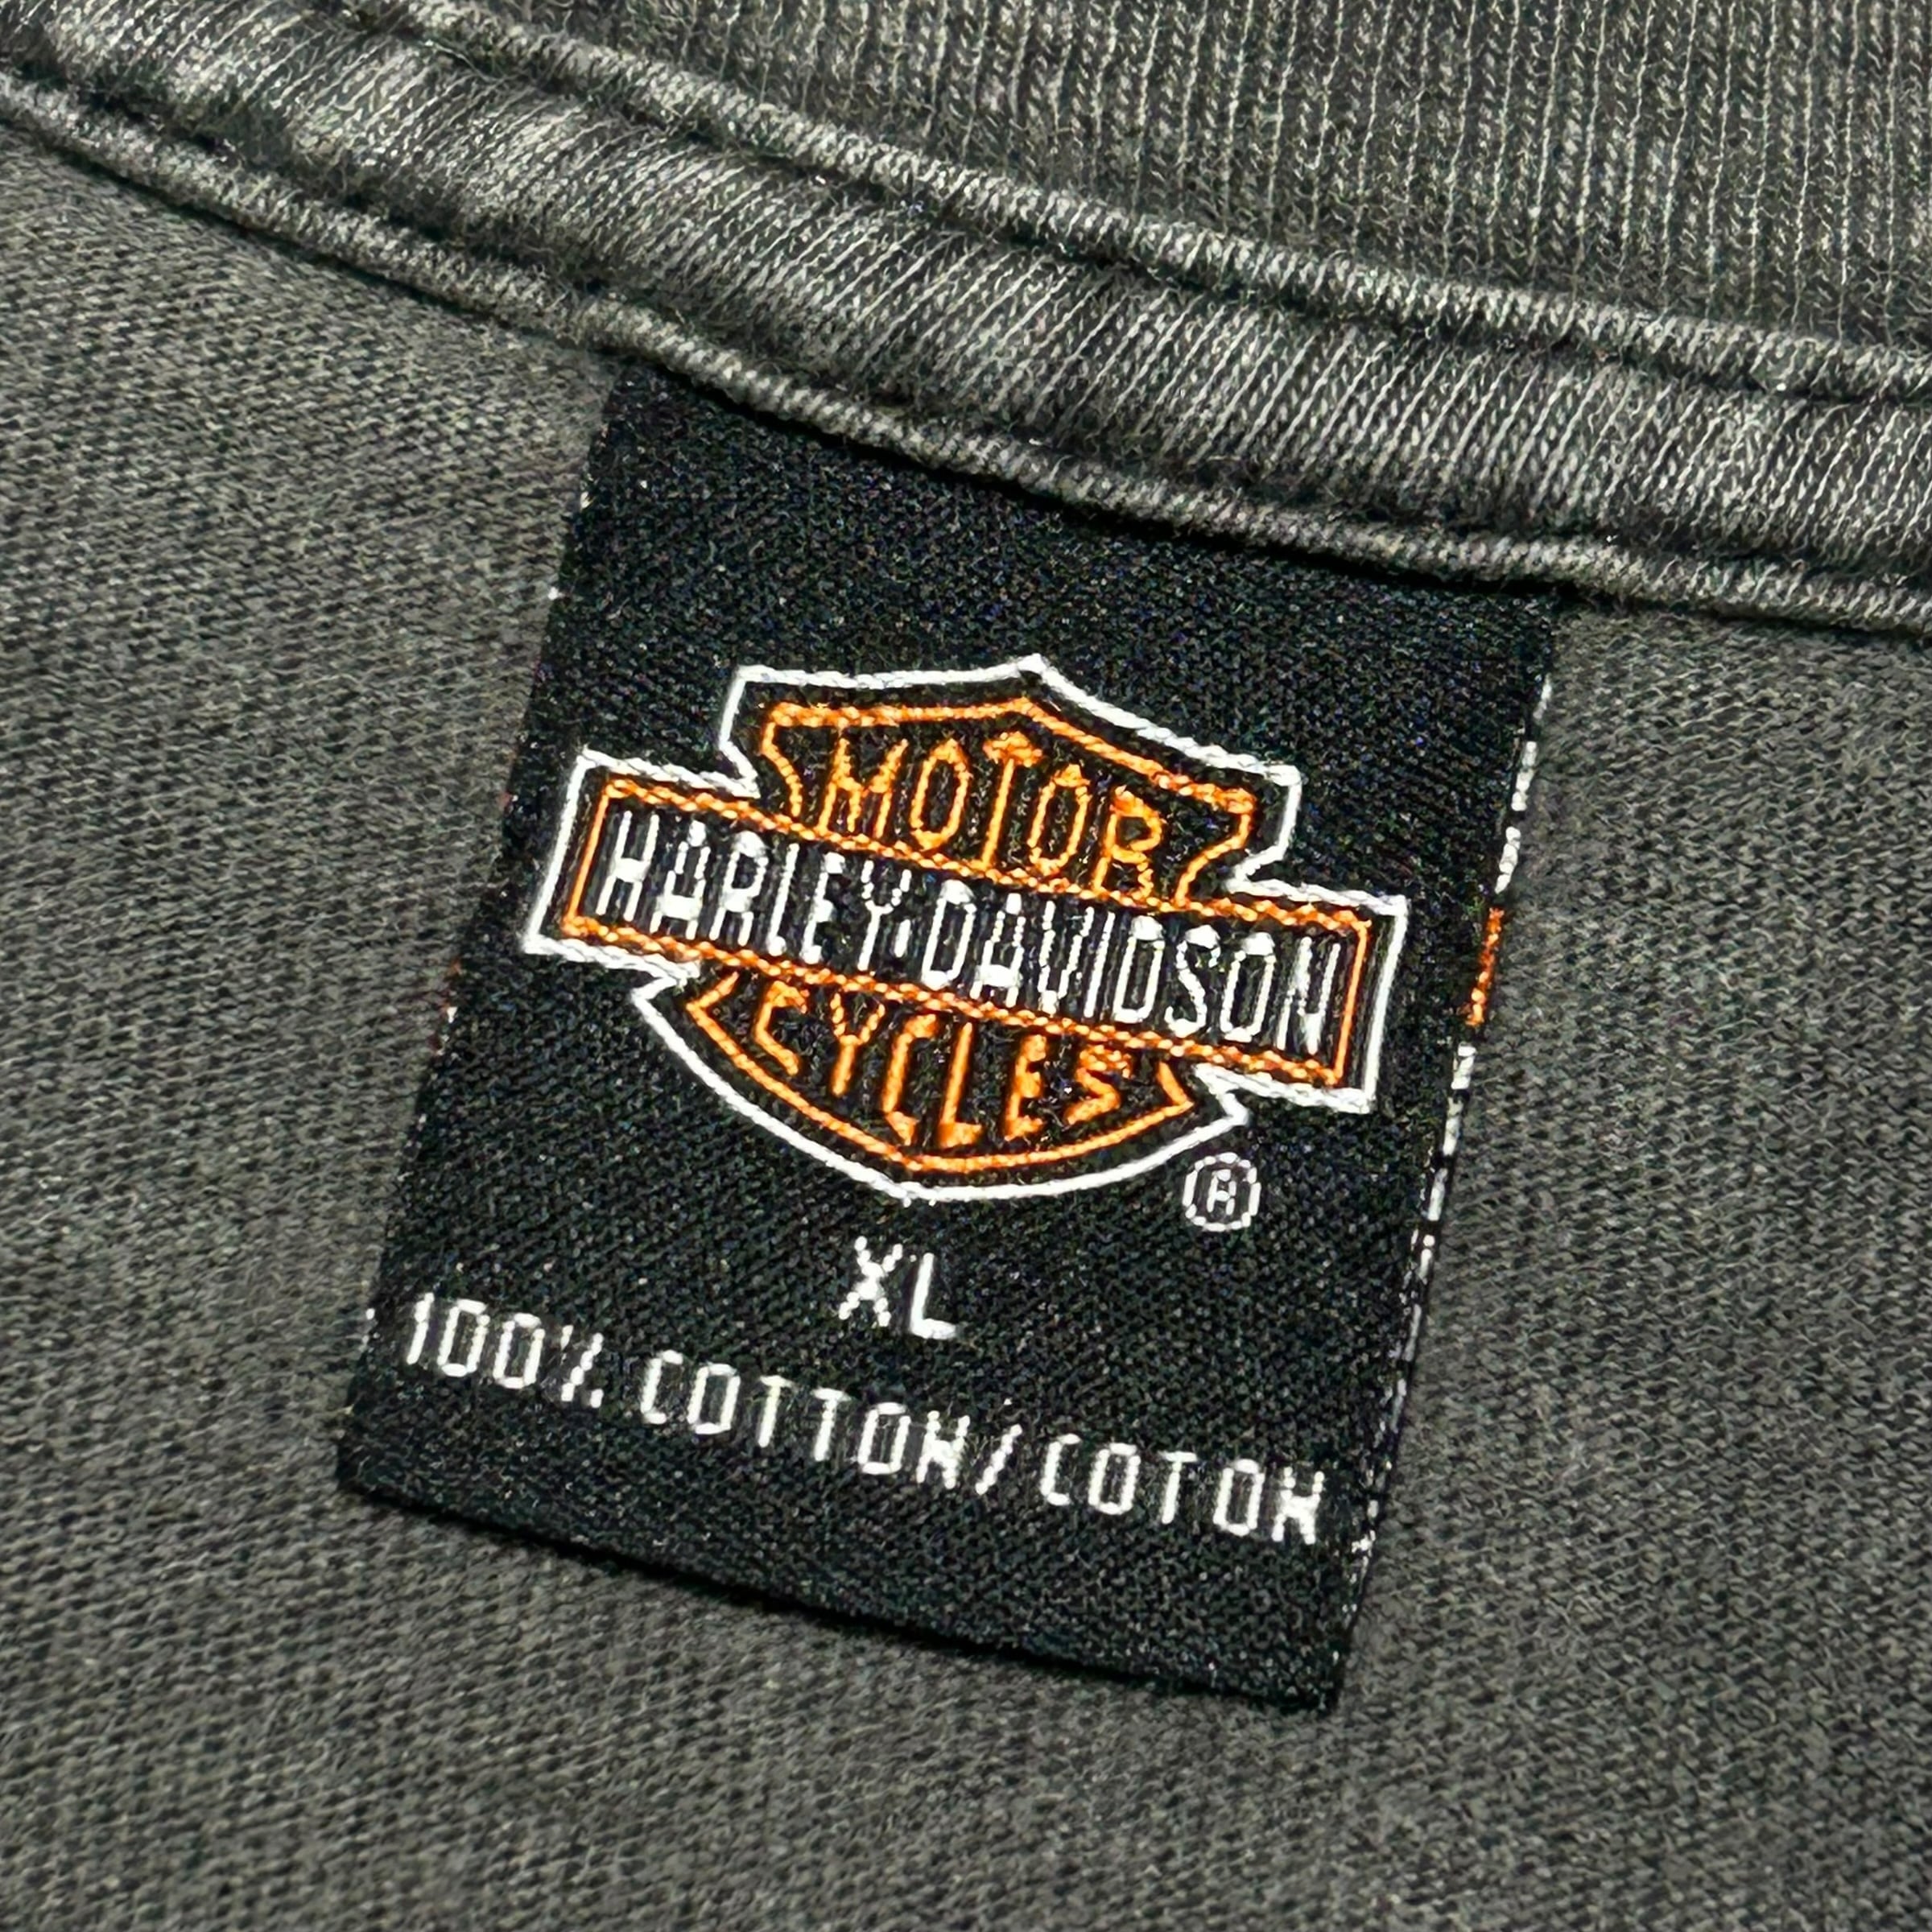 MOTOR
HARLEY-DAVIDSON
CYCLES
®
XL
100% COTTON/COTON